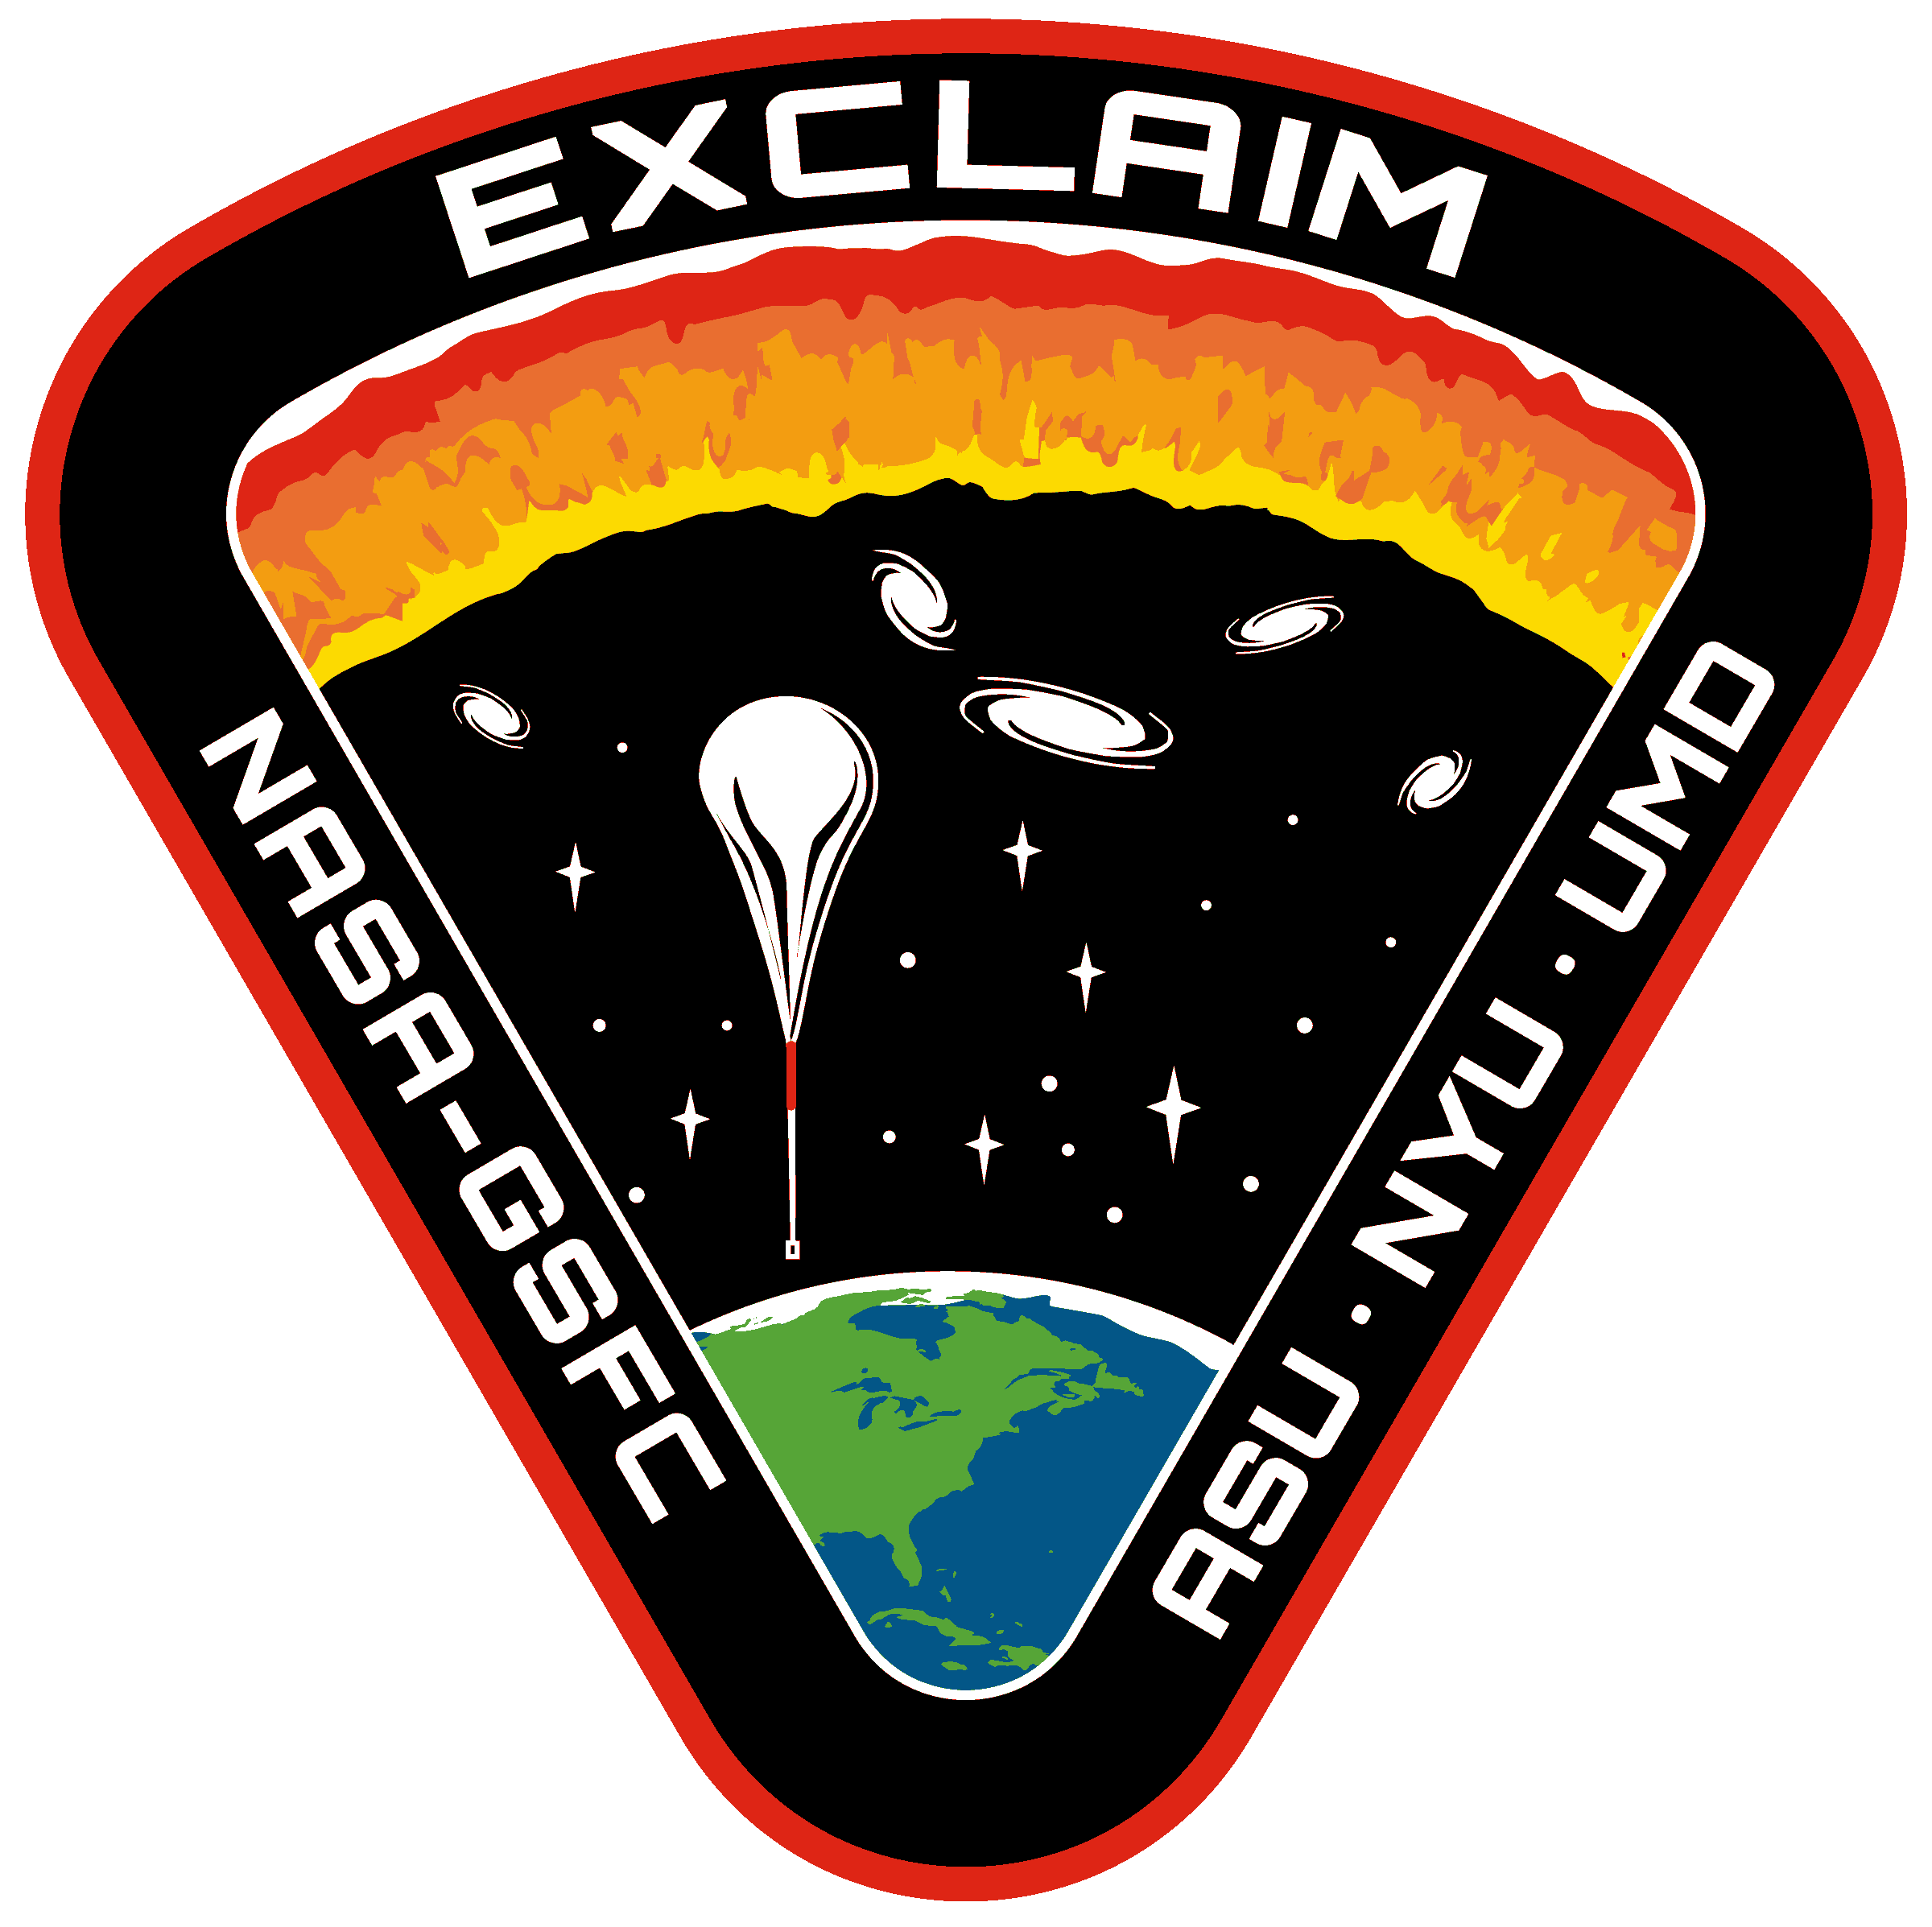 EXCLAIM
NASA-GSFC
ASU · NYU · UMD